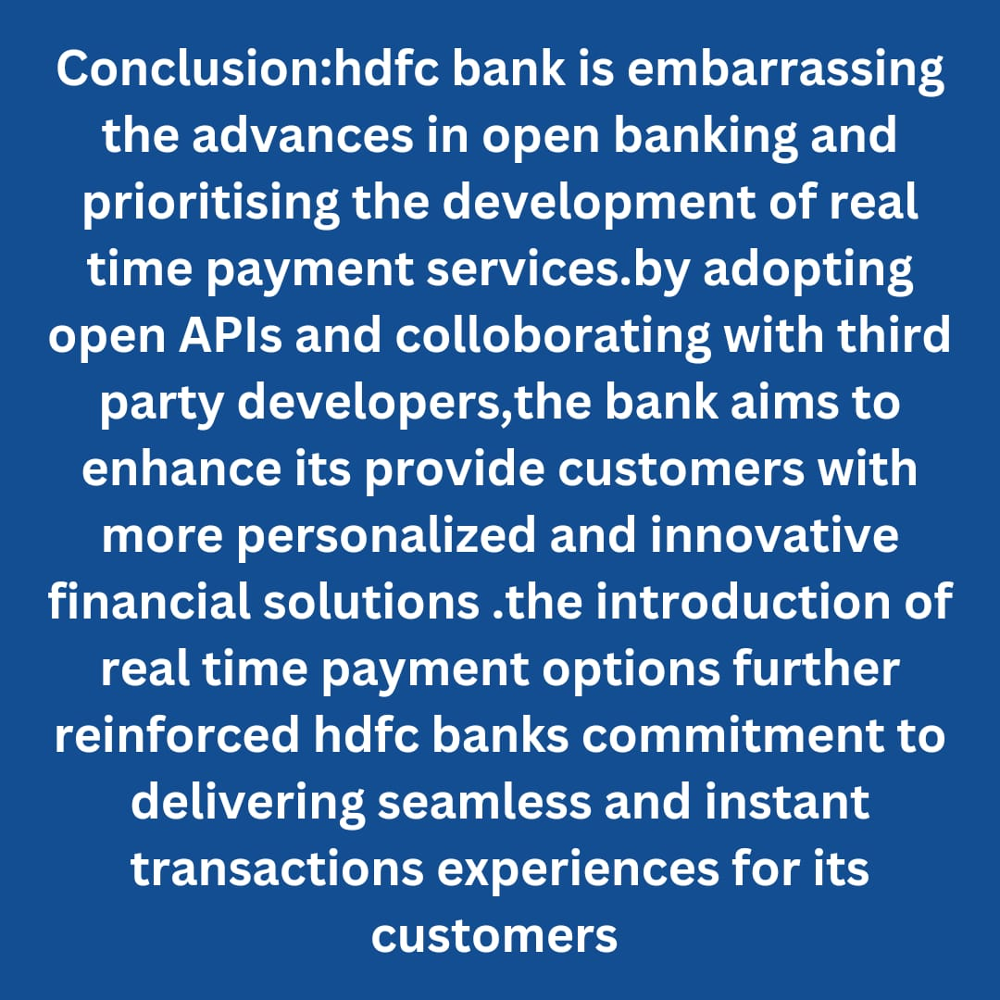 Conclusion:hdfc bank is embarrassing
the advances in open banking and
prioritising the development of real
time payment services.by adopting
open APIs and colloborating with third
party developers,the bank aims to
enhance its provide customers with
more personalized and innovative
financial solutions .the introduction of
real time payment options further
reinforced hdfc banks commitment to
delivering seamless and instant
transactions experiences for its
customers